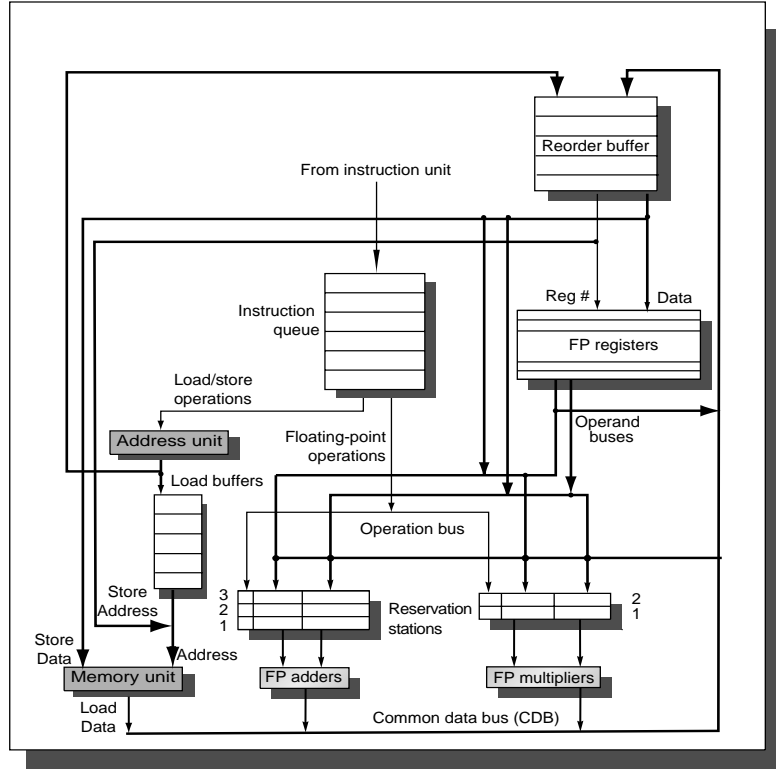 Reorder buffer
From instruction unit
Reg #
Data
Instruction
queue
FP registers
Load/store
operations
Operand
buses
Address unit
Floating-point
operations
Load buffers
Operation bus
Store
Address
3
2
1
Reservation
stations
2
1
Store
Data
Address
Memory unit
FP adders
FP multipliers
Load
Data
Common data bus (CDB)